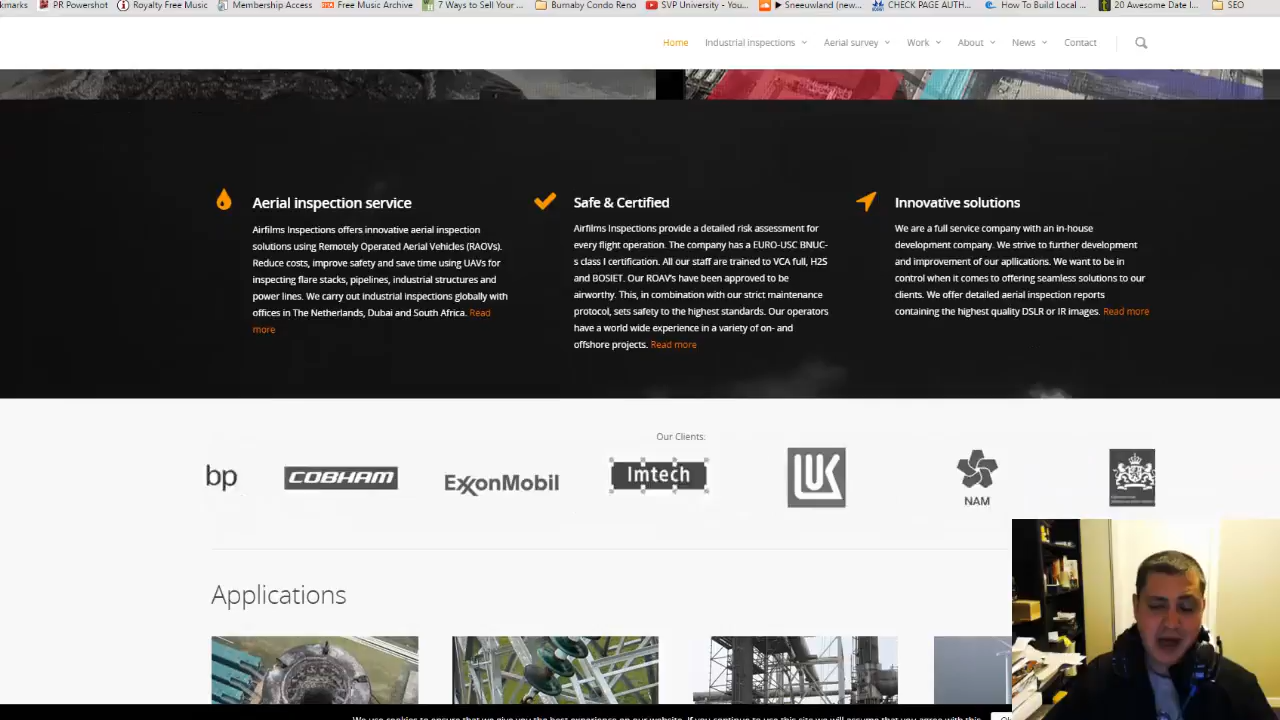 kmarks PR Powershot Royalty Free Music Membership Access Free Music Archive 7 Ways to Sell Your ... Burnaby Condo Reno SVP University - You... Sneeuwland (new... CHECK PAGE AUTH... How To Build Local ... 20 Awesome Date I... SEO
Home Industrial inspections Aerial survey Work About News Contact
Aerial inspection service
Airfilms Inspections offers innovative aerial inspection
solutions using Remotely Operated Aerial Vehicles (RAOVs).
Reduce costs, improve safety and save time using UAVs for
inspecting flare stacks, pipelines, industrial structures and
power lines. We carry out industrial inspections globally with
offices in The Netherlands, Dubai and South Africa. Read
more
Safe & Certified
Airfilms Inspections provide a detailed risk assessment for
every flight operation. The company has a EURO-USC BNUC-
s class I certification. All our staff are trained to VCA full, H2S
and BOSIET. Our ROAV's have been approved to be
airworthy. This, in combination with our strict maintenance
protocol, sets safety to the highest standards. Our operators
have a world wide experience in a variety of on- and
offshore projects. Read more
Innovative solutions
We are a full service company with an in-house
development company. We strive to further development
and improvement of our apllications. We want to be in
control when it comes to offering seamless solutions to our
clients. We offer detailed aerial inspection reports
containing the highest quality DSLR or IR images. Read more
Our Clients:
bp COBHAM ExxonMobil Imtech LUK NAM
Applications
We use cookies to ensure that we give you the best experience on our website. If you continue to use this site we will assume that you agree with this.